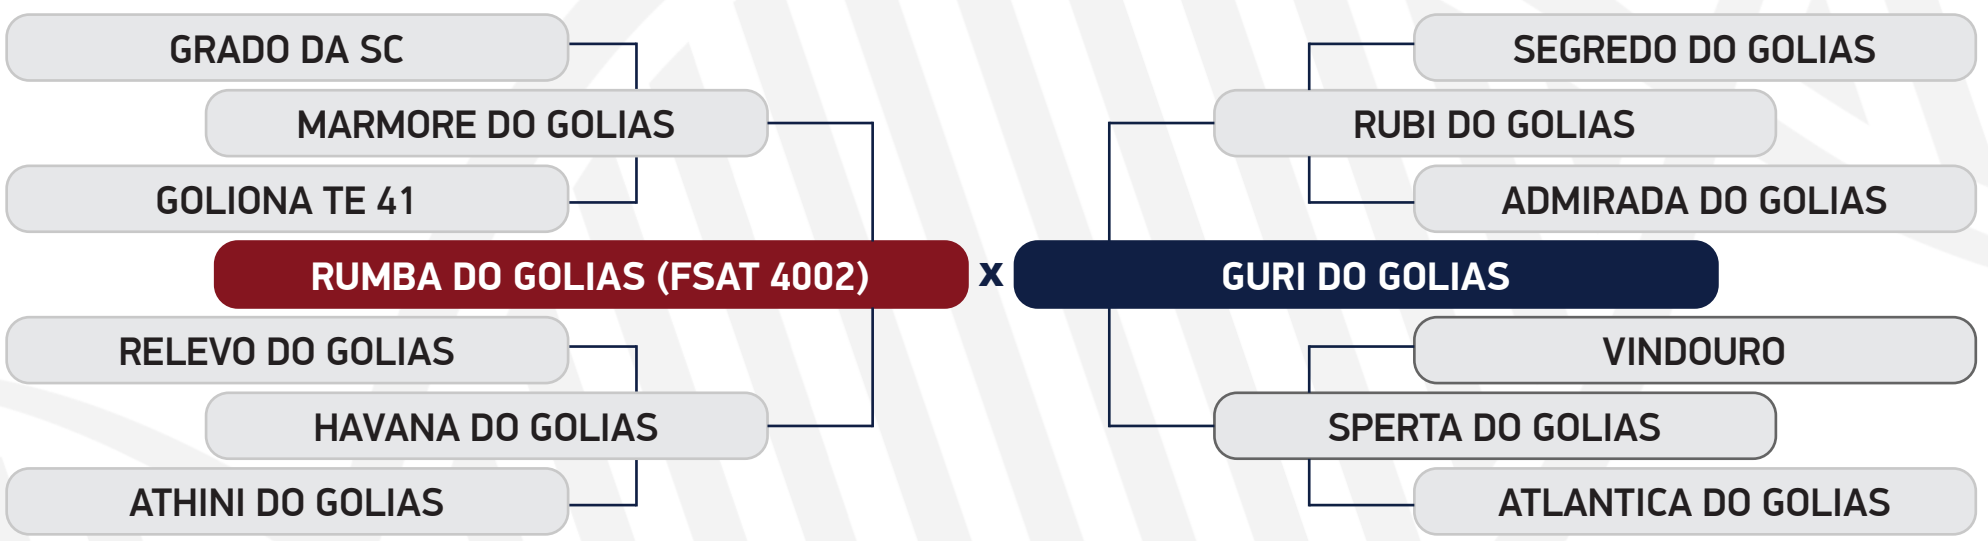 GRADO DA SC
MARMORE DO GOLIAS
GOLIONA TE 41
RUMBA DO GOLIAS (FSAT 4002)
RELEVO DO GOLIAS
HAVANA DO GOLIAS
ATHINI DO GOLIAS
x
SEGREDO DO GOLIAS
RUBI DO GOLIAS
ADMIRADA DO GOLIAS
GURI DO GOLIAS
VINDOURO
SPERTA DO GOLIAS
ATLANTICA DO GOLIAS